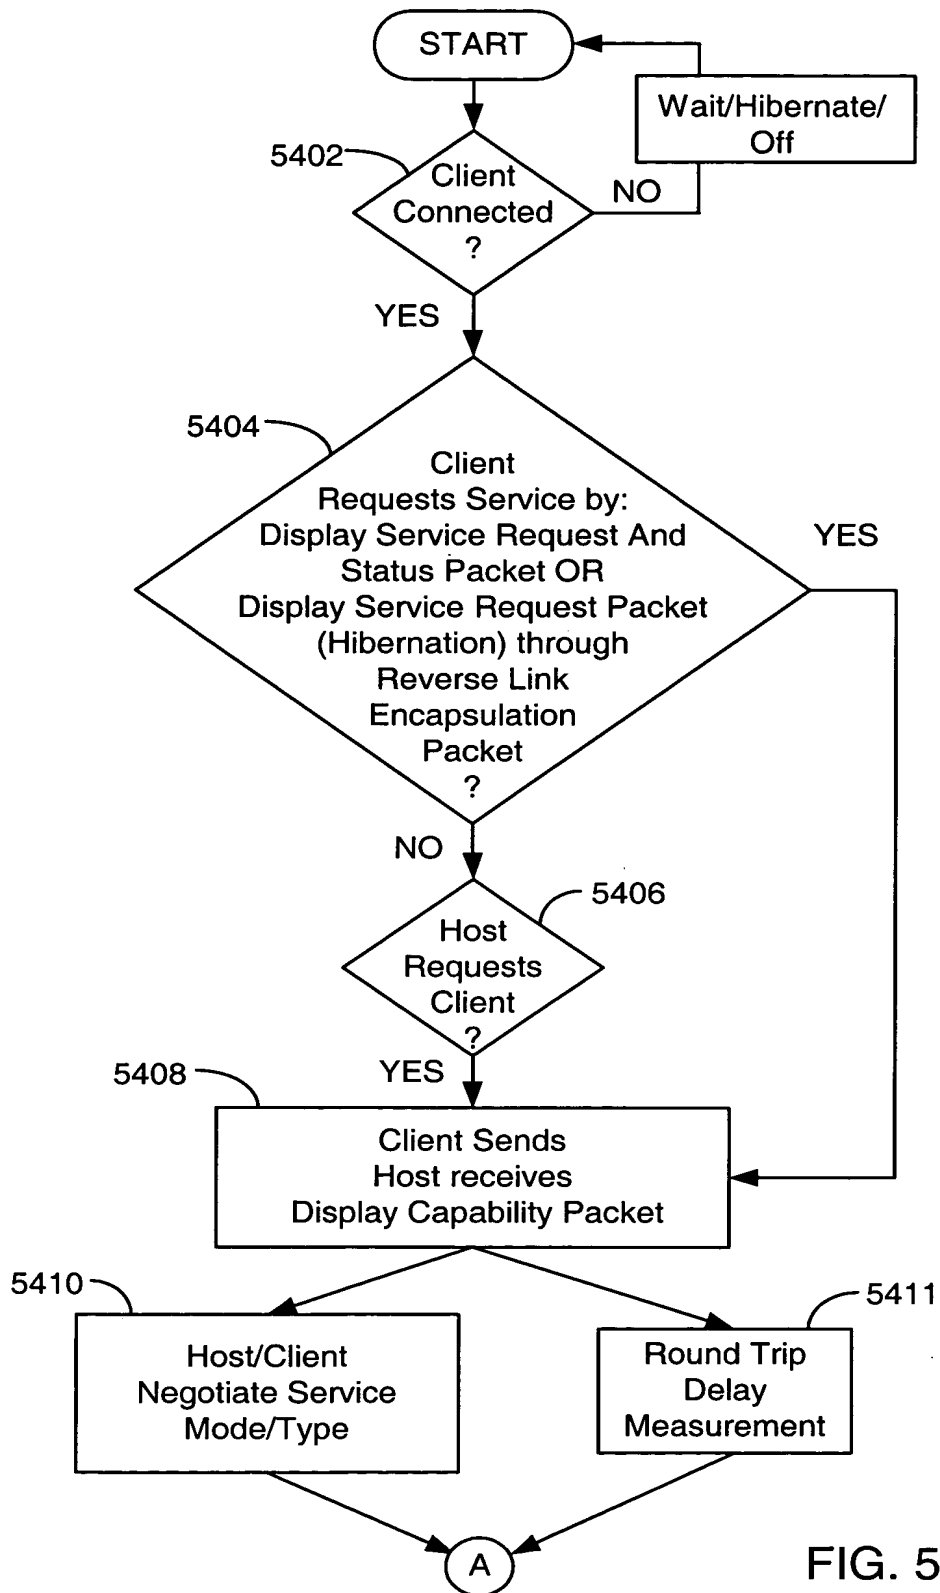 START
Wait/Hibernate/
Off
5402
Client
Connected
?
NO
YES
5404
Client
Requests Service by:
Display Service Request And
Status Packet OR
Display Service Request Packet
(Hibernation) through
Reverse Link
Encapsulation
Packet
?
YES
NO
5406
Host
Requests
Client
?
YES
5408
Client Sends
Host receives
Display Capability Packet
5410
Host/Client
Negotiate Service
Mode/Type
5411
Round Trip
Delay
Measurement
A
FIG. 5